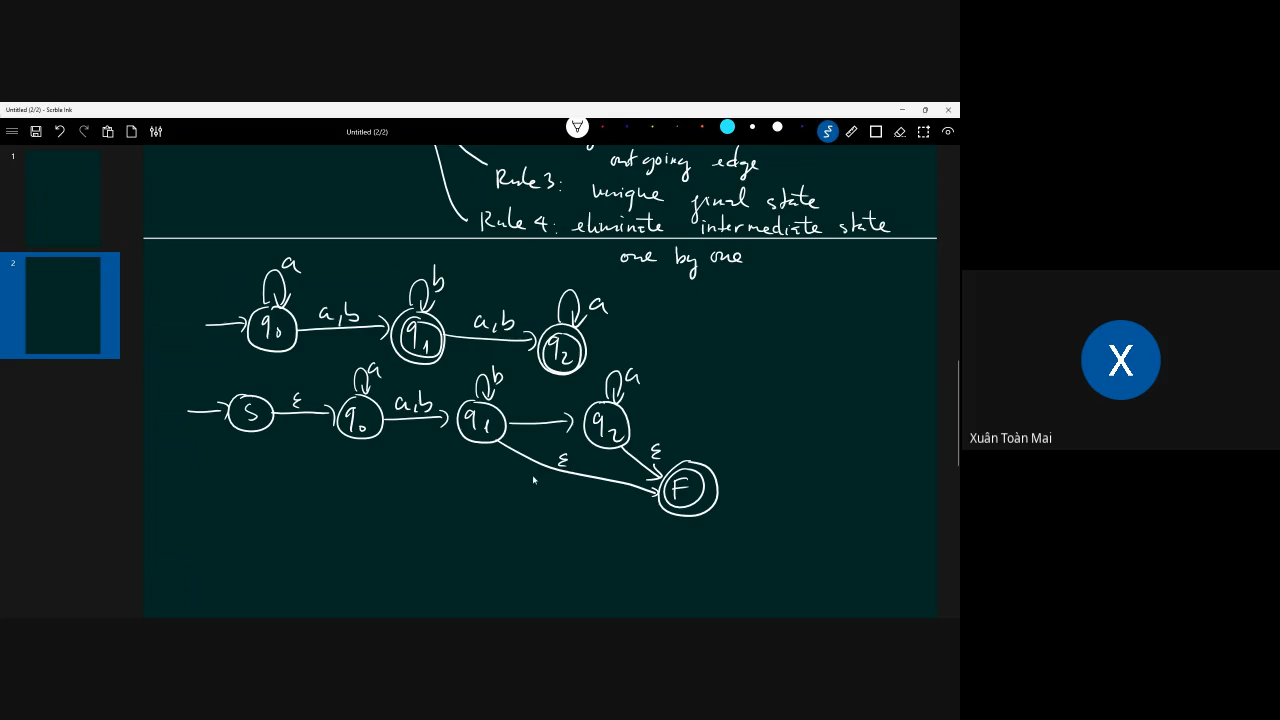 Untitled (2/2) - Scrble Ink
Untitled (2/2)
1
2
outgoing edge
Rule 3: unique final state
Rule 4: eliminate intermediate state
one by one
a b a
q0 a,b q1 a,b q2
a b a
S ε q0 a,b q1 q2
ε ε
F
X
Xuân Toàn Mai